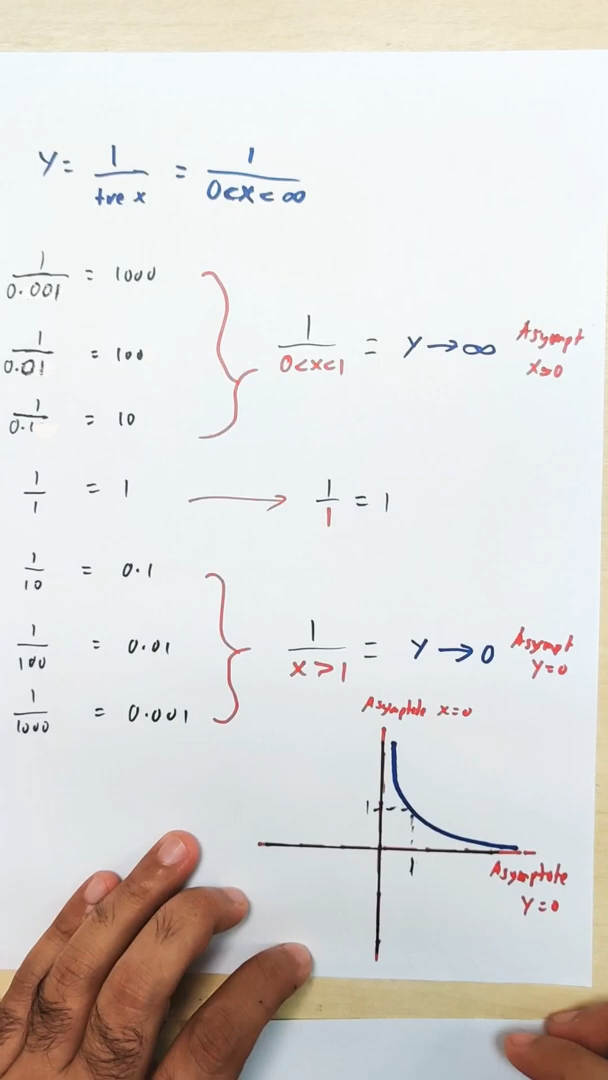 Y = 1 / +ve x = 1 / 0<x<∞
1 / 0.001 = 1000
1 / 0.01 = 100
1 / 0.1 = 10
1 / 0<x<1 = Y → ∞ Asympt x=0
1 / 1 = 1 → 1 / 1 = 1
1 / 10 = 0.1
1 / 100 = 0.01
1 / 1000 = 0.001
1 / x>1 = Y → 0 Asympt Y=0
Asymptote x=0
1
1
Asymptote
Y=0